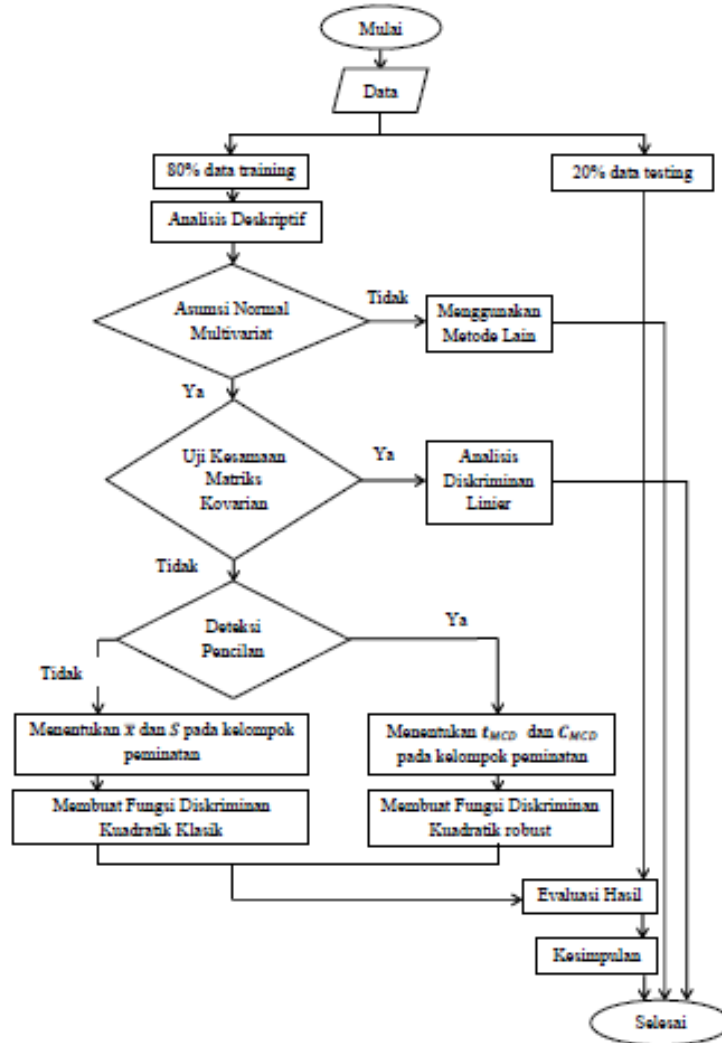 Mulai
Data
80% data training
20% data testing
Analisis Deskriptif
Asumsi Normal
Multivariat
Tidak
Menggunakan
Metode Lain
Ya
Uji Kesamaan
Matriks
Kovarian
Ya
Analisis
Diskriminan
Linier
Tidak
Deteksi
Pencilan
Ya
Tidak
Menentukan x̅ dan S pada kelompok
peminatan
Menentukan t_MCD dan C_MCD
pada kelompok peminatan
Membuat Fungsi Diskriminan
Kuadratik Klasik
Membuat Fungsi Diskriminan
Kuadratik robust
Evaluasi Hasil
Kesimpulan
Selesai